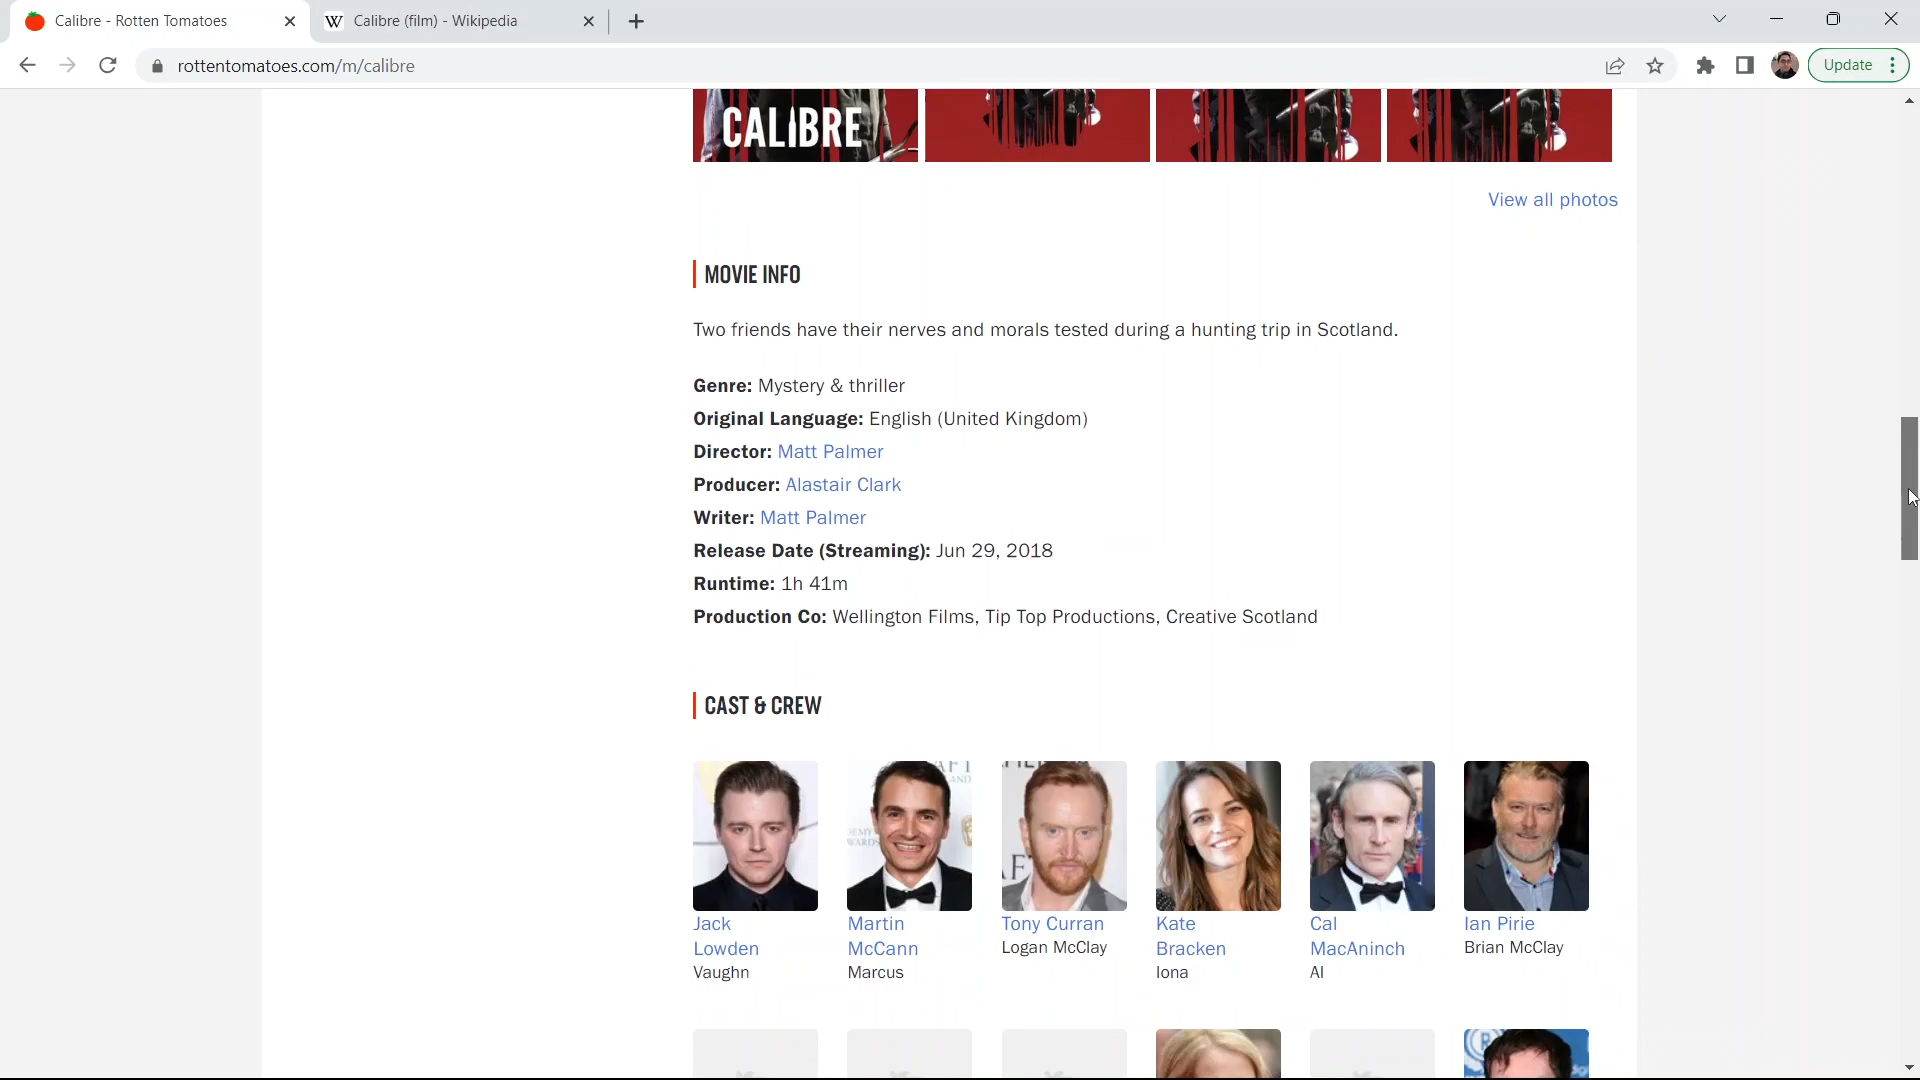 Calibre - Rotten Tomatoes
W Calibre (film) - Wikipedia
rottentomatoes.com/m/calibre
Update
CALIBRE
View all photos
MOVIE INFO
Two friends have their nerves and morals tested during a hunting trip in Scotland.
Genre: Mystery & thriller
Original Language: English (United Kingdom)
Director: Matt Palmer
Producer: Alastair Clark
Writer: Matt Palmer
Release Date (Streaming): Jun 29, 2018
Runtime: 1h 41m
Production Co: Wellington Films, Tip Top Productions, Creative Scotland
CAST & CREW
Jack Lowden
Vaughn
Martin McCann
Marcus
Tony Curran
Logan McClay
Kate Bracken
Iona
Cal MacAninch
Al
Ian Pirie
Brian McClay